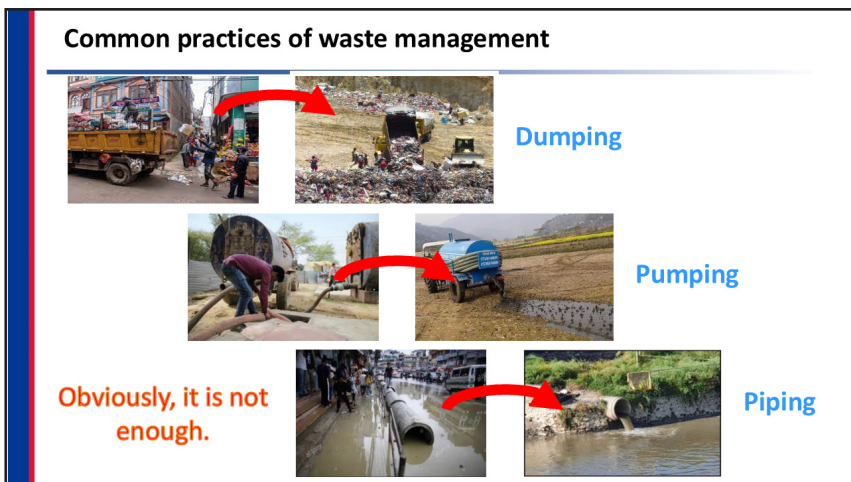 Common practices of waste management
Dumping
Pumping
Obviously, it is not
enough.
Piping